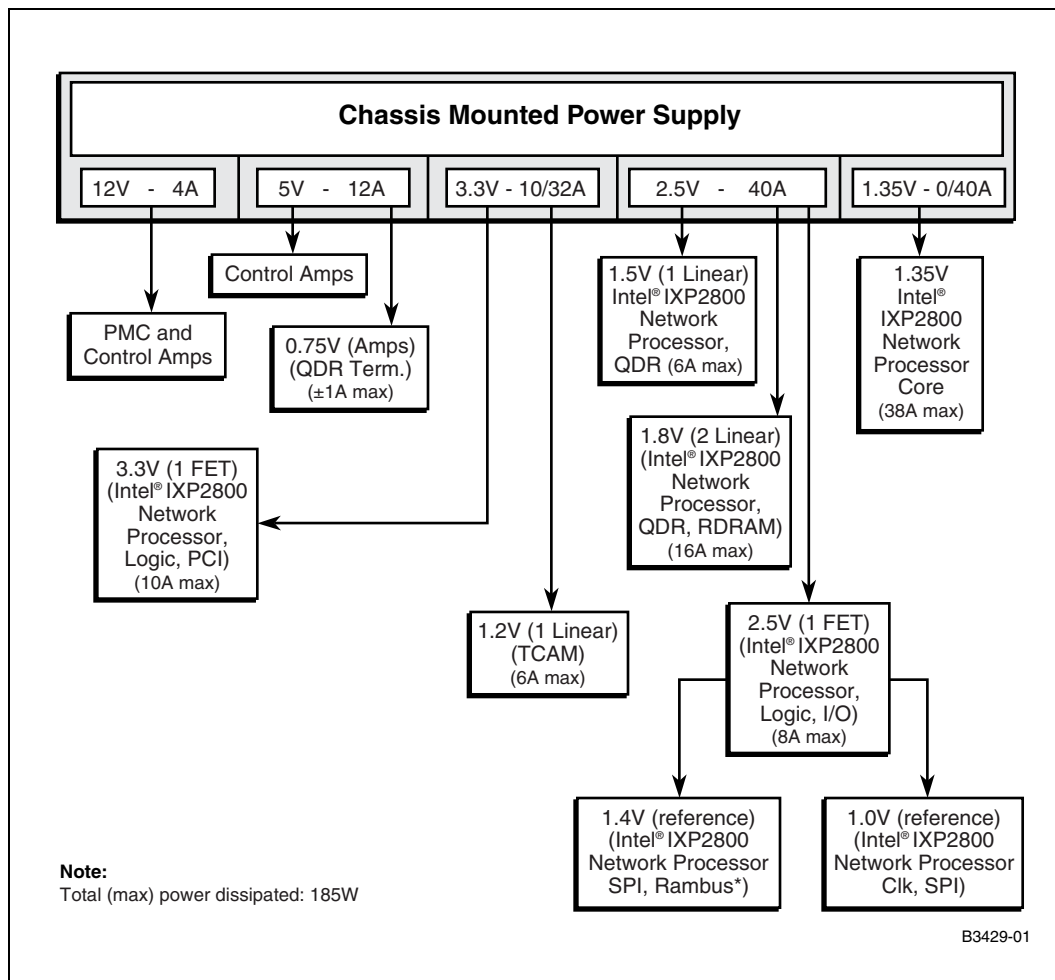 Chassis Mounted Power Supply
12V - 4A
5V - 12A
3.3V - 10/32A
2.5V - 40A
1.35V - 0/40A
PMC and
Control Amps
Control Amps
0.75V (Amps)
(QDR Term.)
(±1A max)
1.5V (1 Linear)
Intel® IXP2800
Network
Processor,
QDR (6A max)
1.35V
Intel®
IXP2800
Network
Processor
Core
(38A max)
1.8V (2 Linear)
(Intel® IXP2800
Network
Processor,
QDR, RDRAM)
(16A max)
3.3V (1 FET)
(Intel® IXP2800
Network
Processor,
Logic, PCI)
(10A max)
1.2V (1 Linear)
(TCAM)
(6A max)
2.5V (1 FET)
(Intel® IXP2800
Network
Processor,
Logic, I/O)
(8A max)
1.4V (reference)
(Intel® IXP2800
Network Processor
SPI, Rambus*)
1.0V (reference)
(Intel® IXP2800
Network Processor
Clk, SPI)
Note:
Total (max) power dissipated: 185W
B3429-01